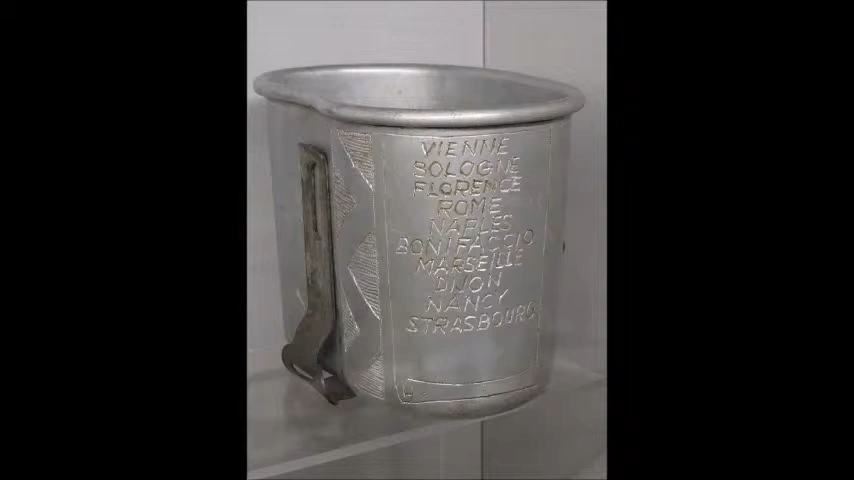 VIENNE
BOLOGNE
FLORENCE
ROME
NAPLES
BONIFACCIO
MARSEILLE
DIJON
NANCY
STRASBOURG